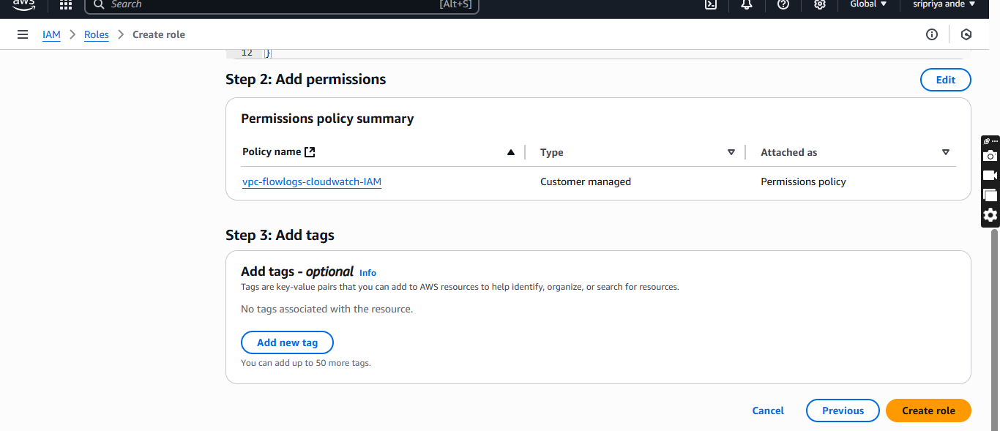 aws
Search [Alt+S] Global ▼ sripriya ande ▼
IAM > Roles > Create role
12 }
Step 2: Add permissions Edit
Permissions policy summary
Policy name ▲ Type ▽ Attached as ▽
vpc-flowlogs-cloudwatch-IAM Customer managed Permissions policy
Step 3: Add tags
Add tags - optional Info
Tags are key-value pairs that you can add to AWS resources to help identify, organize, or search for resources.
No tags associated with the resource.
Add new tag
You can add up to 50 more tags.
Cancel Previous Create role